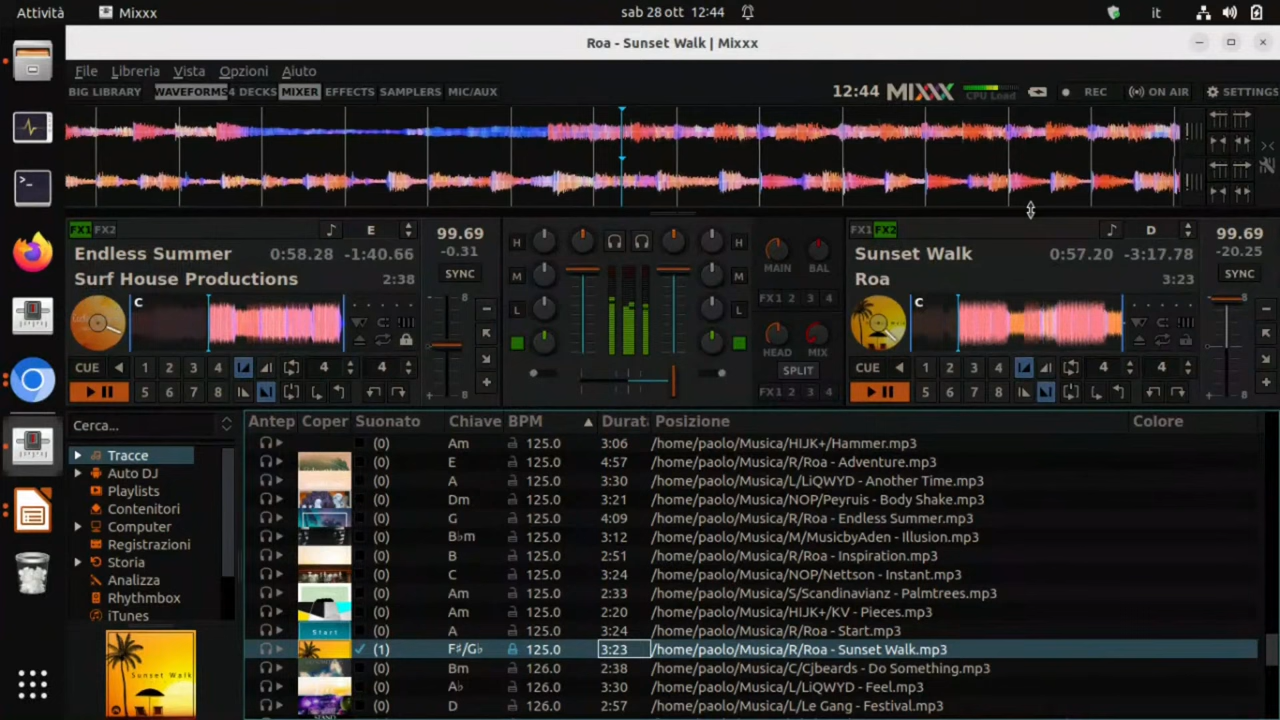 Attività Mixxx sab 28 ott 12:44 it
Roa - Sunset Walk | Mixxx
File Libreria Vista Opzioni Aiuto
BIG LIBRARY WAVEFORMS 4 DECKS MIXER EFFECTS SAMPLERS MIC/AUX 12:44 MIXXX CPU Load REC ON AIR SETTINGS
FX1 FX2 E 99.69 H H MAIN BAL FX1 FX2 D 99.69
Endless Summer 0:58.28 -1:40.66 -0.31 Sunset Walk 0:57.20 -3:17.78 -20.25
Surf House Productions 2:38 SYNC M M Roa 3:23 SYNC
C 8 L L FX1 2 3 4 C 8
HEAD MIX
CUE 1 2 3 4 4 4 8 SPLIT CUE 1 2 3 4 4 4 8
5 6 7 8 FX1 2 3 4 5 6 7 8
Cerca...
Tracce
Auto DJ
Playlists
Contenitori
Computer
Registrazioni
Storia
Analizza
Rhythmbox
iTunes
Sunset Walk
Antep Coper Suonato Chiave BPM Durat Posizione Colore
(0) Am 125.0 3:06 /home/paolo/Musica/HIJK+/Hammer.mp3
(0) E 125.0 4:57 /home/paolo/Musica/R/Roa - Adventure.mp3
(0) A 125.0 3:30 /home/paolo/Musica/L/LiQWYD - Another Time.mp3
(0) Dm 125.0 3:21 /home/paolo/Musica/NOP/Peyruis - Body Shake.mp3
(0) G 125.0 4:09 /home/paolo/Musica/R/Roa - Endless Summer.mp3
(0) B♭m 125.0 3:12 /home/paolo/Musica/M/MusicbyAden - Illusion.mp3
(0) B 125.0 2:51 /home/paolo/Musica/R/Roa - Inspiration.mp3
(0) C 125.0 3:24 /home/paolo/Musica/NOP/Nettson - Instant.mp3
(0) Am 125.0 2:33 /home/paolo/Musica/S/Scandinavianz - Palmtrees.mp3
(0) Am 125.0 2:20 /home/paolo/Musica/HIJK+/KV - Pieces.mp3
Start (0) A 125.0 3:24 /home/paolo/Musica/R/Roa - Start.mp3
(1) F♯/G♭ 125.0 3:23 /home/paolo/Musica/R/Roa - Sunset Walk.mp3
(0) Bm 126.0 2:38 /home/paolo/Musica/C/Cjbeards - Do Something.mp3
(0) A♭ 126.0 3:30 /home/paolo/Musica/L/LiQWYD - Feel.mp3
(0) D 126.0 2:57 /home/paolo/Musica/L/Le Gang - Festival.mp3